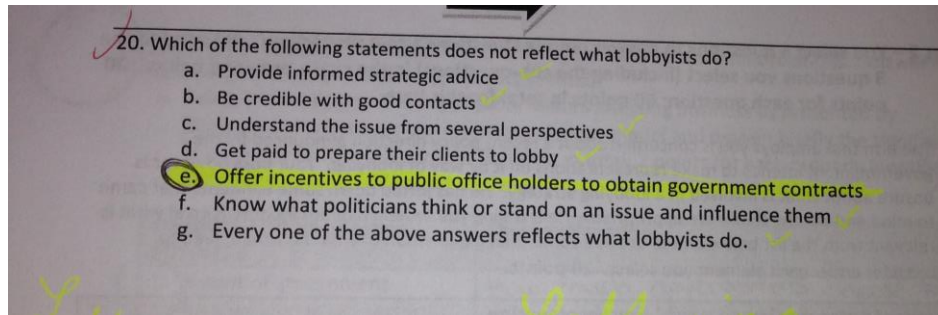 20. Which of the following statements does not reflect what lobbyists do?
a. Provide informed strategic advice
b. Be credible with good contacts
c. Understand the issue from several perspectives
d. Get paid to prepare their clients to lobby
e. Offer incentives to public office holders to obtain government contracts
f. Know what politicians think or stand on an issue and influence them
g. Every one of the above answers reflects what lobbyists do.